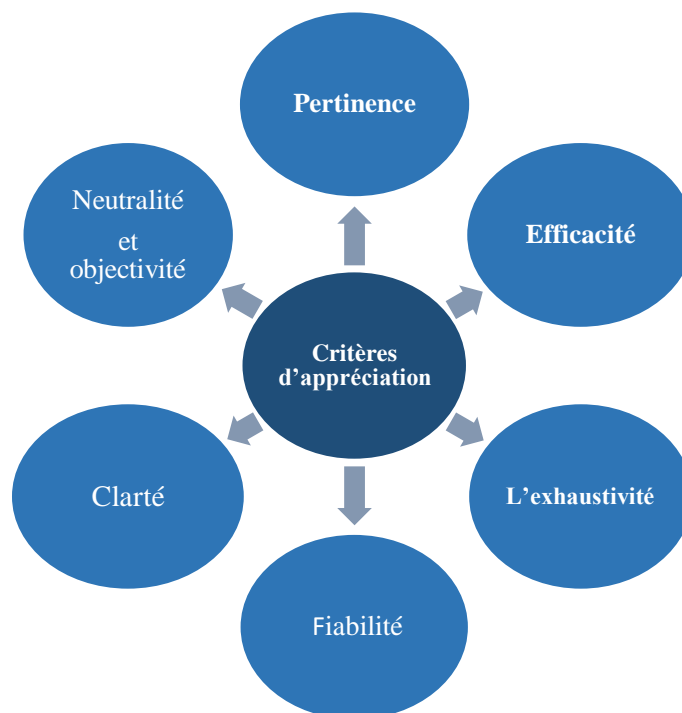 Pertinence
Neutralité
et
objectivité
Efficacité
Critères
d’appréciation
Clarté
L’exhaustivité
Fiabilité